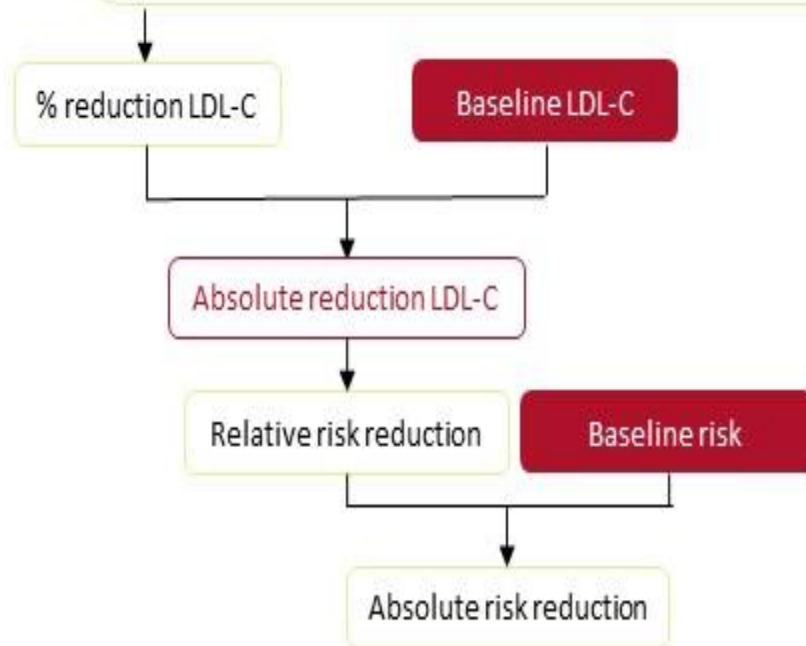 % reduction LDL-C
Baseline LDL-C
Absolute reduction LDL-C
Relative risk reduction
Baseline risk
Absolute risk reduction